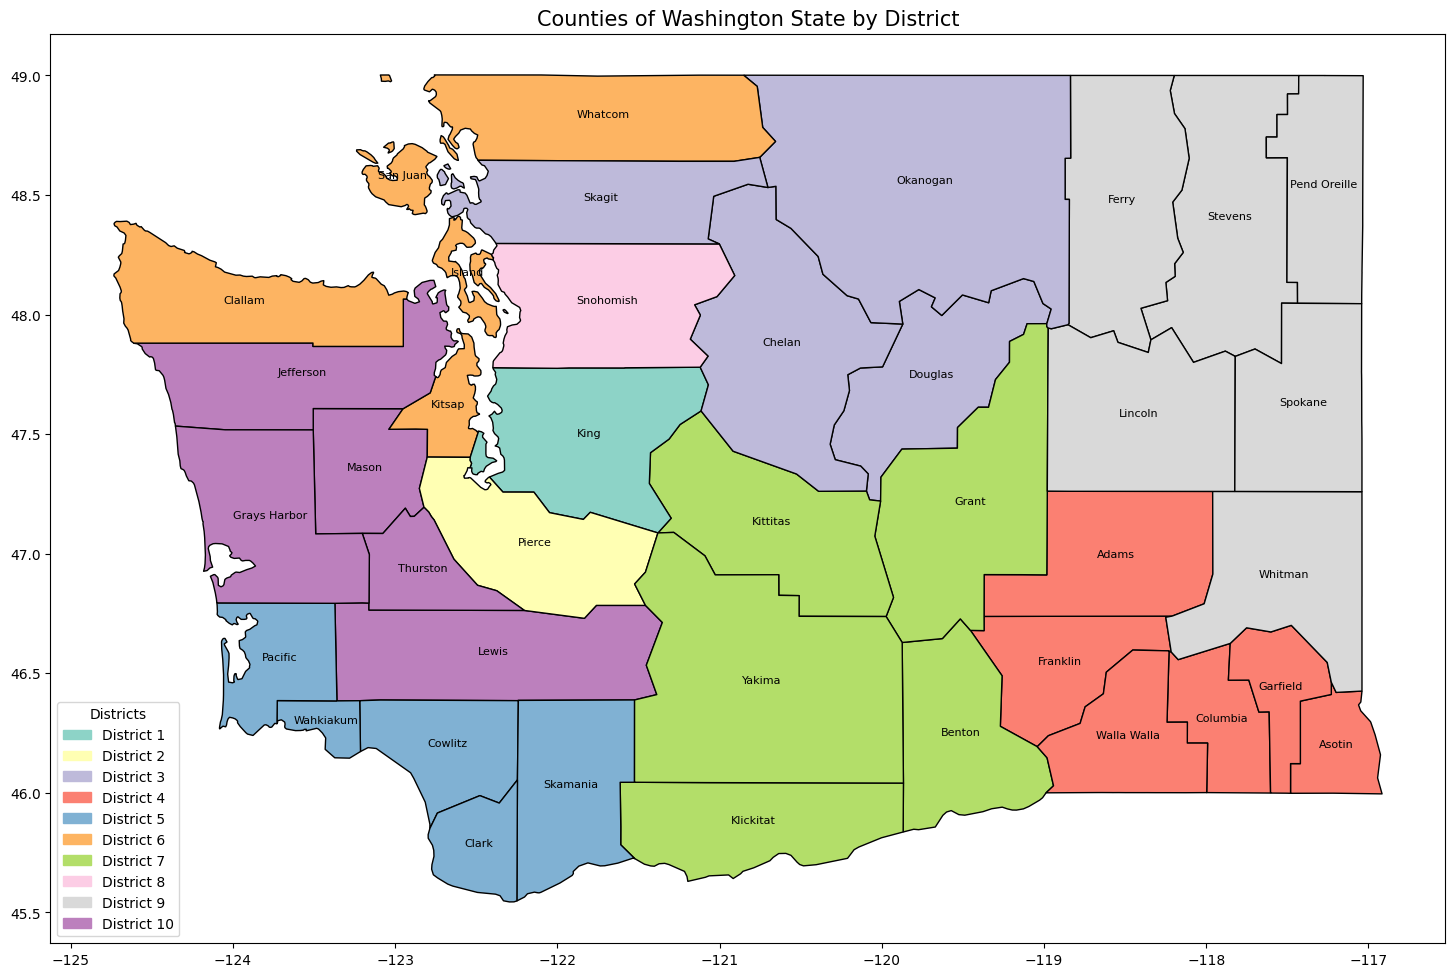 Counties of Washington State by District
49.0
48.5
48.0
47.5
47.0
46.5
46.0
45.5
Whatcom
San Juan
Okanogan
Pend Oreille
Skagit
Ferry
Stevens
Island
Clallam
Snohomish
Chelan
Jefferson
Douglas
Kitsap
Spokane
Lincoln
King
Mason
Grant
Grays Harbor
Kittitas
Pierce
Adams
Thurston
Whitman
Lewis
Pacific
Franklin
Yakima
Garfield
Wahkiakum
Columbia
Benton
Walla Walla
Cowlitz
Asotin
Skamania
Klickitat
Clark
Districts
District 1
District 2
District 3
District 4
District 5
District 6
District 7
District 8
District 9
District 10
−125 −124 −123 −122 −121 −120 −119 −118 −117